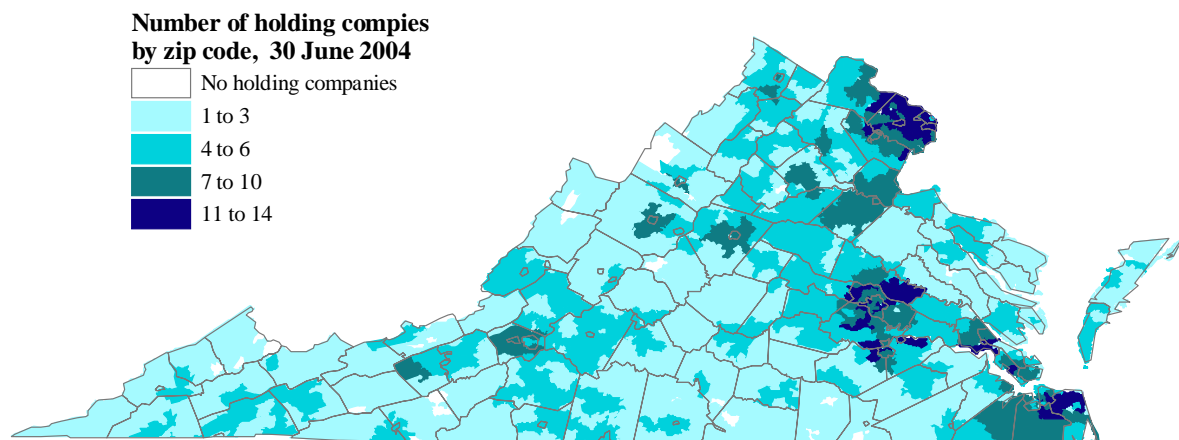 Number of holding compies
by zip code, 30 June 2004
No holding companies
1 to 3
4 to 6
7 to 10
11 to 14